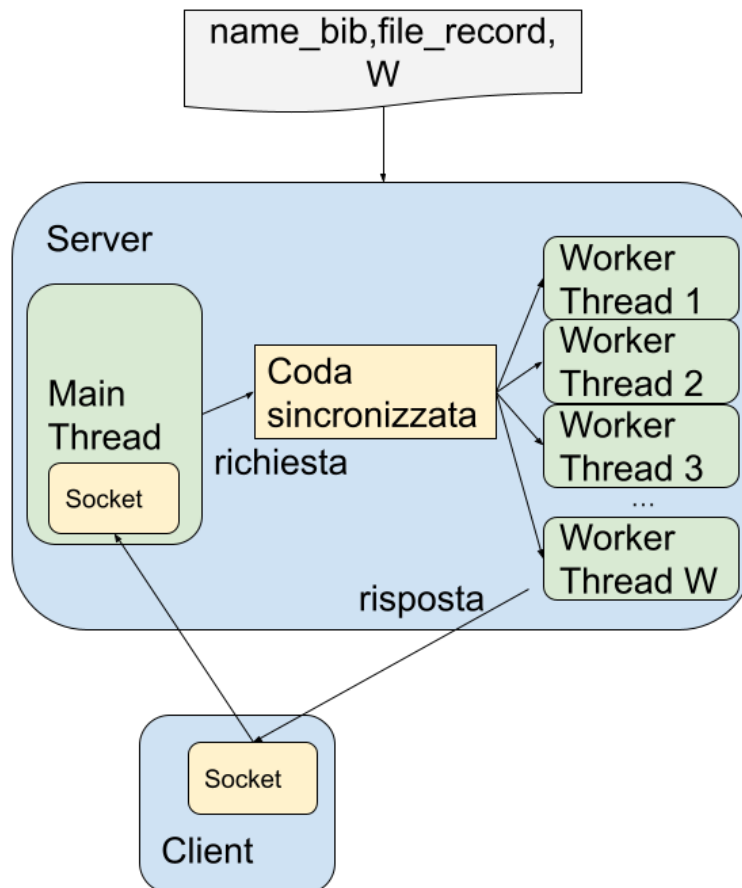 name_bib,file_record,
W
Server
Main
Thread
Socket
Coda
sincronizzata
richiesta
Worker
Thread 1
Worker
Thread 2
Worker
Thread 3
...
Worker
Thread W
risposta
Socket
Client